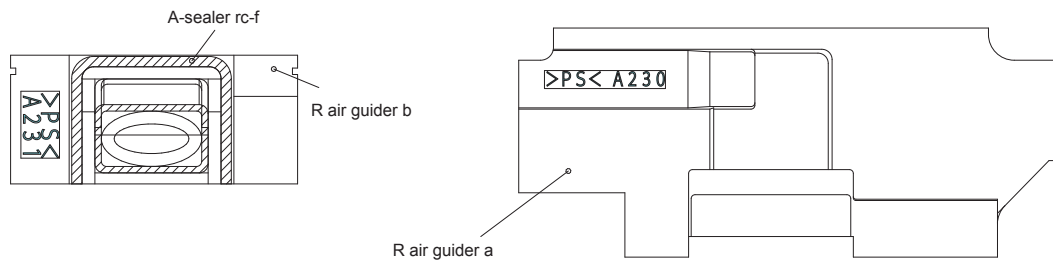 A-sealer rc-f
>PS< A230
>PS<
A231
R air guider b
R air guider a